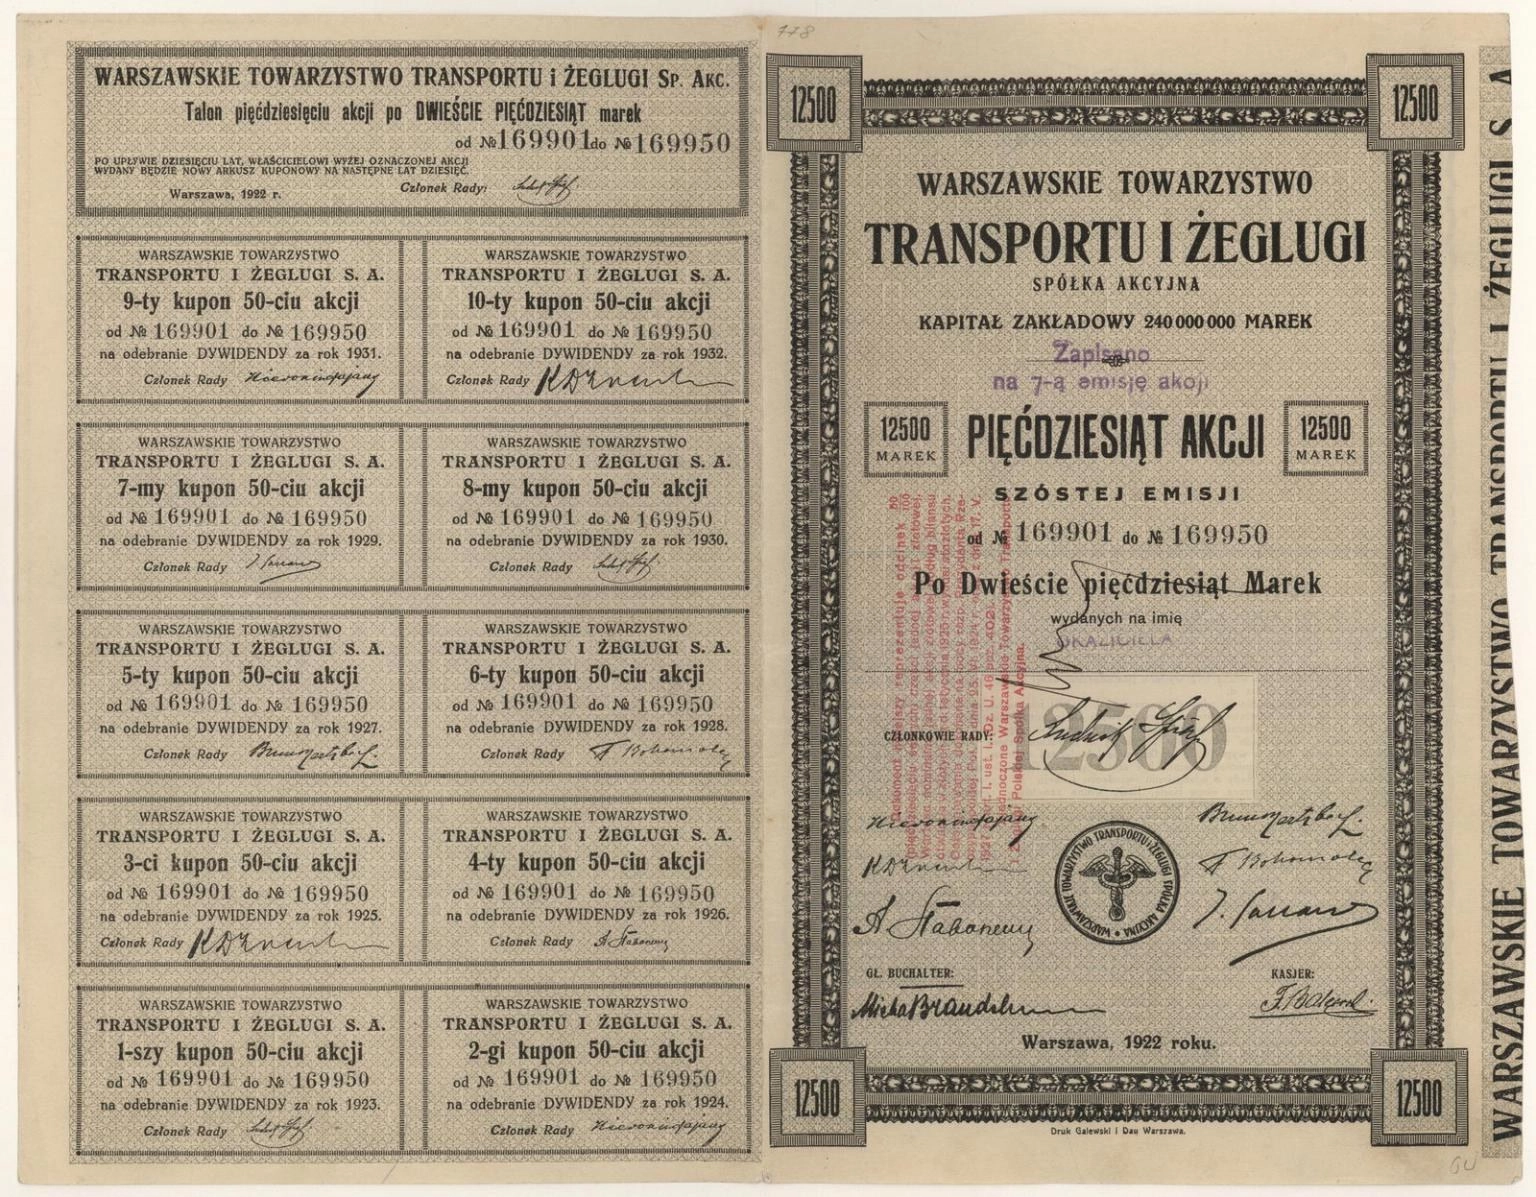 778
WARSZAWSKIE TOWARZYSTWO TRANSPORTU i ŻEGLUGI SP. AKC.
Talon pięćdziesięciu akcji po DWIEŚCIE PIĘĆDZIESIĄT marek
od № 169901 do № 169950
PO UPŁYWIE DZIESIĘCIU LAT, WŁAŚCICIELOWI WYŻEJ OZNACZONEJ AKCJI
WYDANY BĘDZIE NOWY ARKUSZ KUPONOWY NA NASTĘPNE LAT DZIESIĘĆ.
Warszawa, 1922 r.
Członek Rady:
WARSZAWSKIE TOWARZYSTWO
TRANSPORTU I ŻEGLUGI S. A.
9-ty kupon 50-ciu akcji
od № 169901 do № 169950
na odebranie DYWIDENDY za rok 1931.
Członek Rady
WARSZAWSKIE TOWARZYSTWO
TRANSPORTU I ŻEGLUGI S. A.
10-ty kupon 50-ciu akcji
od № 169901 do № 169950
na odebranie DYWIDENDY za rok 1932.
Członek Rady
WARSZAWSKIE TOWARZYSTWO
TRANSPORTU I ŻEGLUGI S. A.
7-my kupon 50-ciu akcji
od № 169901 do № 169950
na odebranie DYWIDENDY za rok 1929.
Członek Rady
WARSZAWSKIE TOWARZYSTWO
TRANSPORTU I ŻEGLUGI S. A.
8-my kupon 50-ciu akcji
od № 169901 do № 169950
na odebranie DYWIDENDY za rok 1930.
Członek Rady
WARSZAWSKIE TOWARZYSTWO
TRANSPORTU I ŻEGLUGI S. A.
5-ty kupon 50-ciu akcji
od № 169901 do № 169950
na odebranie DYWIDENDY za rok 1927.
Członek Rady
WARSZAWSKIE TOWARZYSTWO
TRANSPORTU I ŻEGLUGI S. A.
6-ty kupon 50-ciu akcji
od № 169901 do № 169950
na odebranie DYWIDENDY za rok 1928.
Członek Rady
WARSZAWSKIE TOWARZYSTWO
TRANSPORTU I ŻEGLUGI S. A.
3-ci kupon 50-ciu akcji
od № 169901 do № 169950
na odebranie DYWIDENDY za rok 1925.
Członek Rady
WARSZAWSKIE TOWARZYSTWO
TRANSPORTU I ŻEGLUGI S. A.
4-ty kupon 50-ciu akcji
od № 169901 do № 169950
na odebranie DYWIDENDY za rok 1926.
Członek Rady
WARSZAWSKIE TOWARZYSTWO
TRANSPORTU I ŻEGLUGI S. A.
1-szy kupon 50-ciu akcji
od № 169901 do № 169950
na odebranie DYWIDENDY za rok 1923.
Członek Rady
WARSZAWSKIE TOWARZYSTWO
TRANSPORTU I ŻEGLUGI S. A.
2-gi kupon 50-ciu akcji
od № 169901 do № 169950
na odebranie DYWIDENDY za rok 1924.
Członek Rady
12500
12500
WARSZAWSKIE TOWARZYSTWO
TRANSPORTU I ŻEGLUGI
SPÓŁKA AKCYJNA
KAPITAŁ ZAKŁADOWY 240 000 000 MAREK
Zapisano
na 7-ą emisję akcji
12500 MAREK
PIĘĆDZIESIĄT AKCJI
12500 MAREK
SZÓSTEJ EMISJI
od № 169901 do № 169950
Po Dwieście pięćdziesiąt Marek
wydanych na imię
OKAZICIELA
12500
CZŁONKOWIE RADY:
WARSZAWSKIE TOWARZYSTWO TRANSPORTU i ŻEGLUGI SPÓŁKA AKCYJNA
GŁ. BUCHALTER:
KASJER:
Warszawa, 1922 roku.
12500
12500
Druk Galewski i Dau Warszawa.
WARSZAWSKIE TOWARZYSTWO TRANSPORTU I ŻEGLUGI S. A.